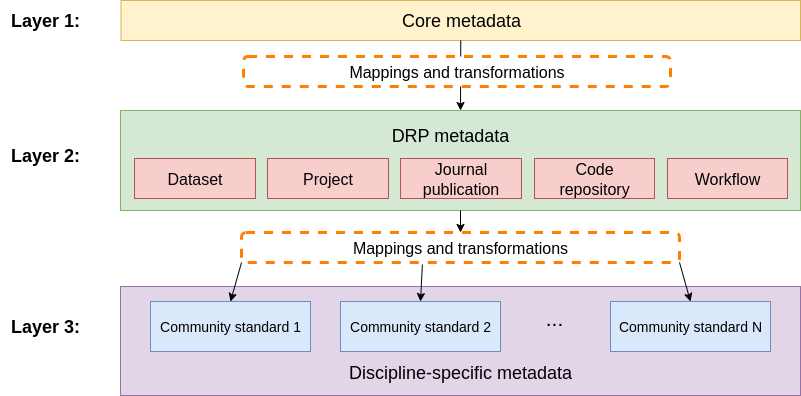 Layer 1:
Core metadata
Mappings and transformations
Layer 2:
DRP metadata
Dataset
Project
Journal
publication
Code
repository
Workflow
Mappings and transformations
Layer 3:
Community standard 1
Community standard 2
...
Community standard N
Discipline-specific metadata